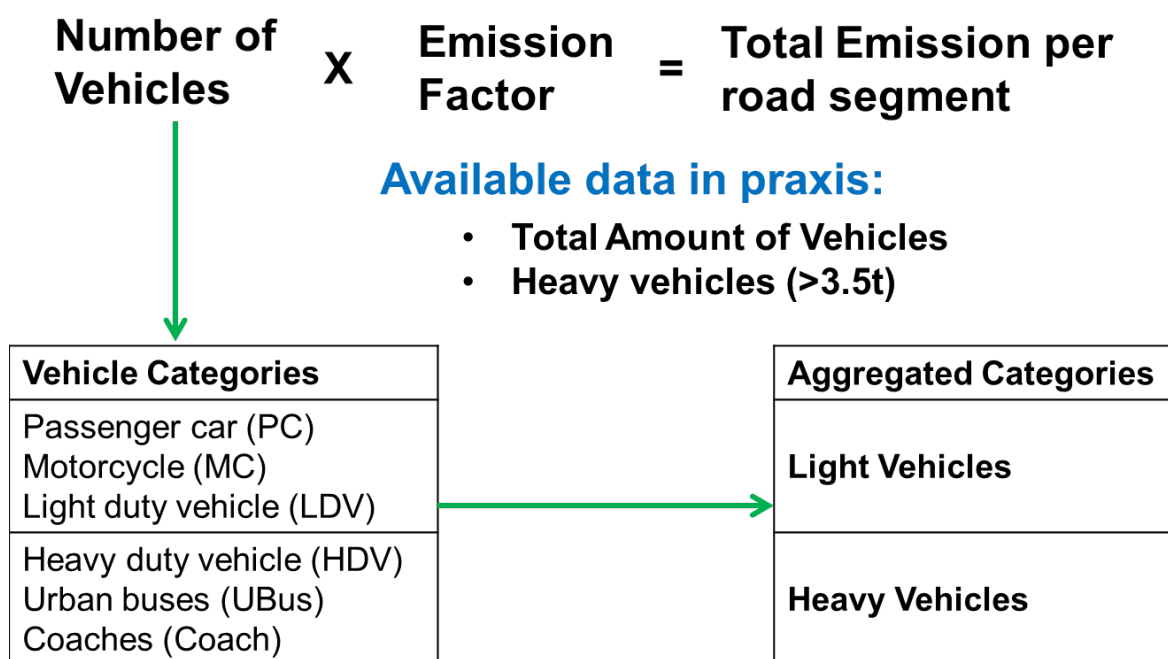 Number of
Vehicles
X
Emission
Factor
=
Total Emission per
road segment
Available data in praxis:
• Total Amount of Vehicles
• Heavy vehicles (>3.5t)
Vehicle Categories
Passenger car (PC)
Motorcycle (MC)
Light duty vehicle (LDV)
Heavy duty vehicle (HDV)
Urban buses (UBus)
Coaches (Coach)
Aggregated Categories
Light Vehicles
Heavy Vehicles